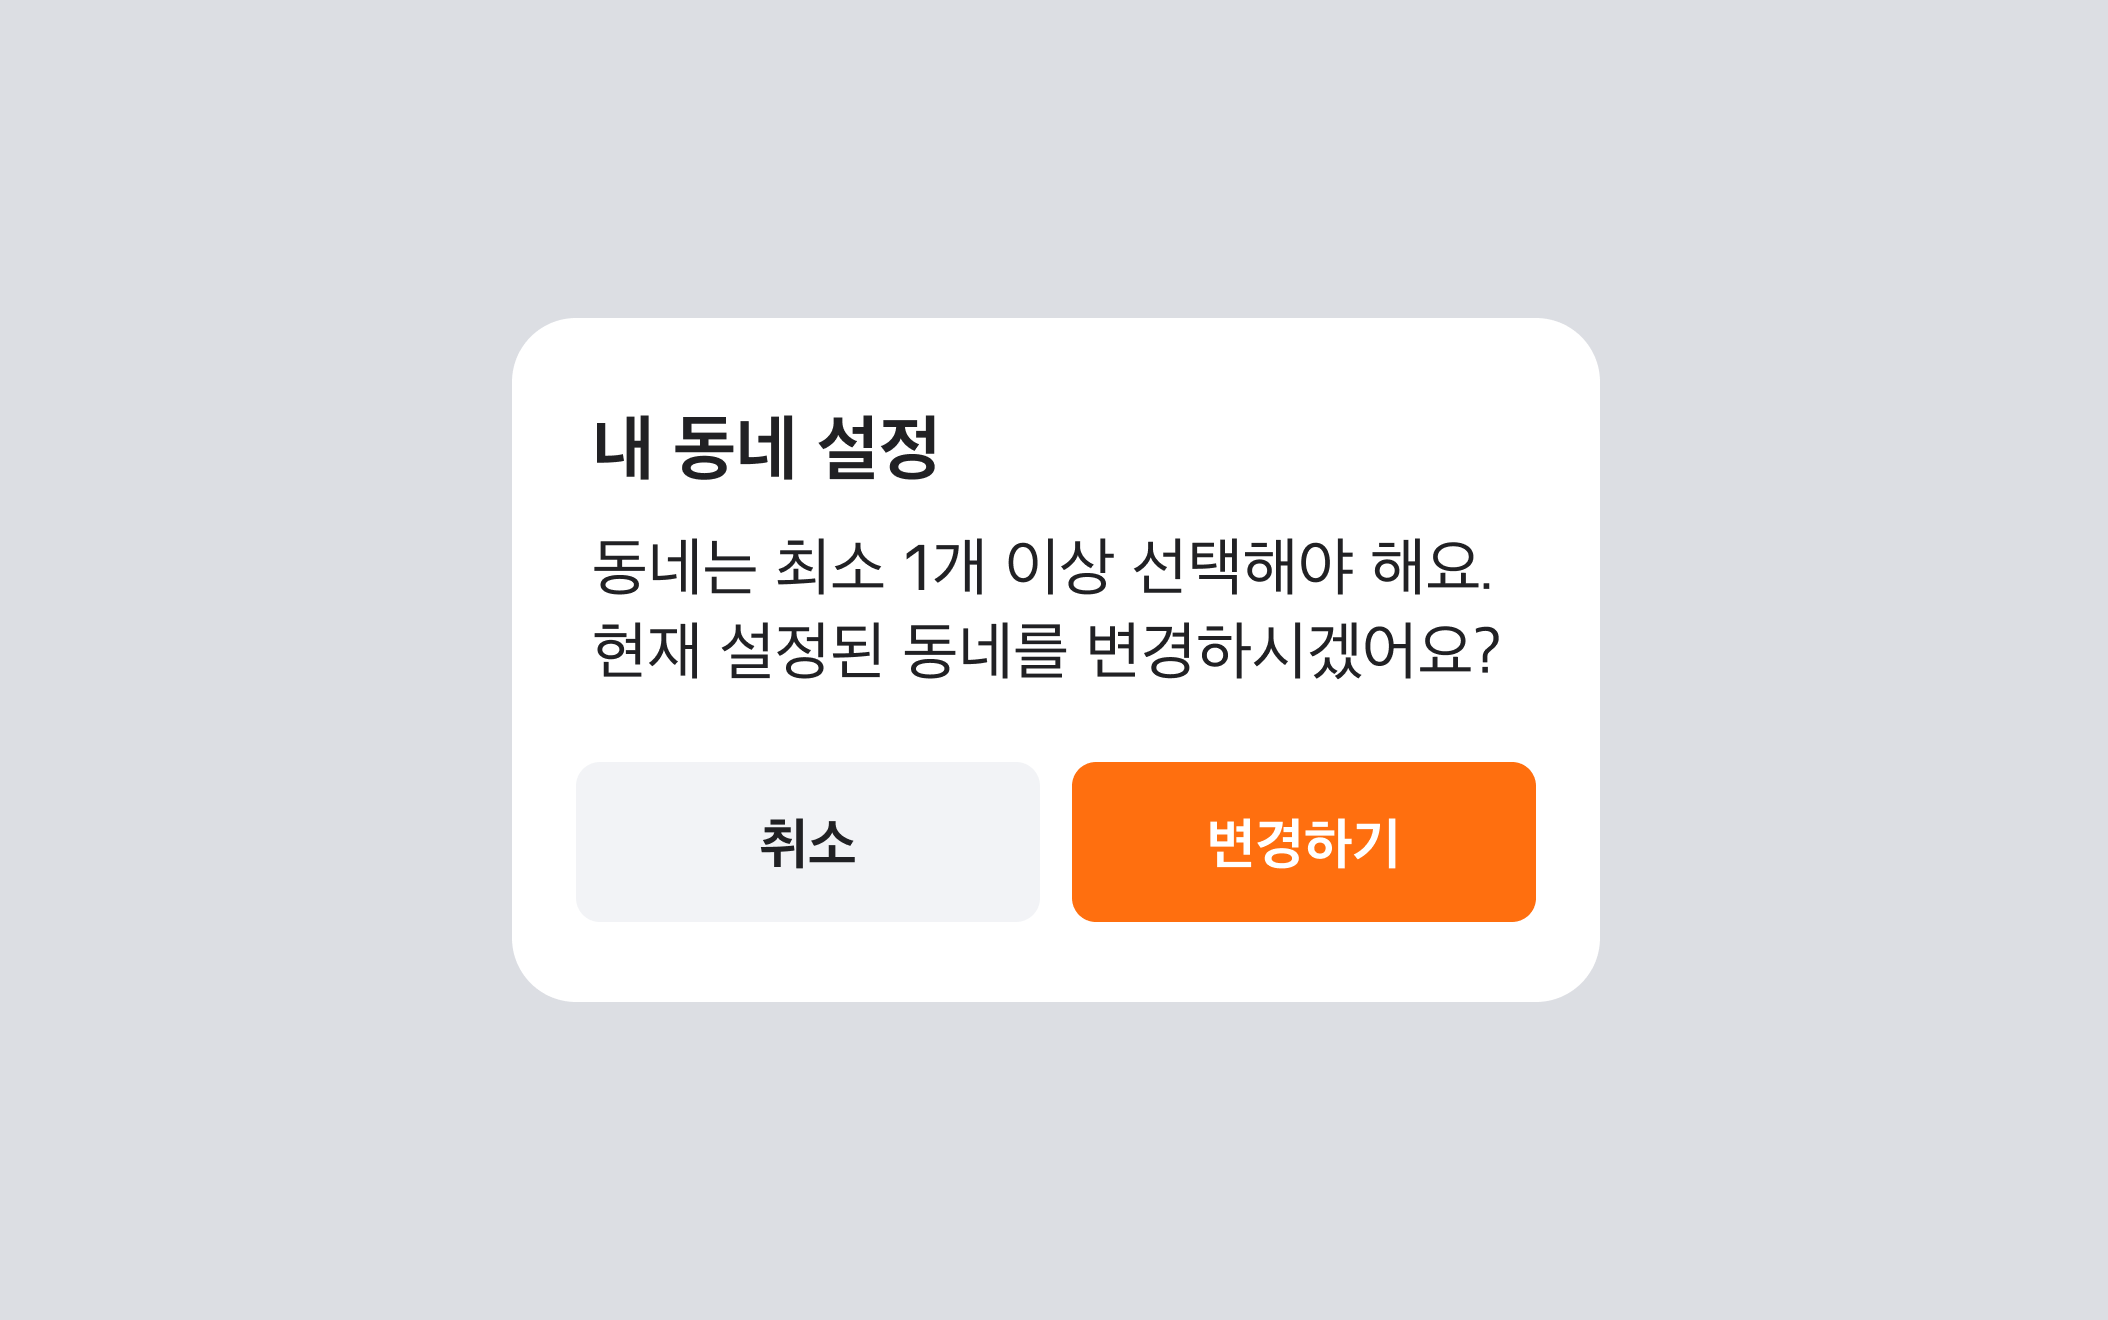 내 동네 설정
동네는 최소 1개 이상 선택해야 해요.
현재 설정된 동네를 변경하시겠어요?
취소
변경하기